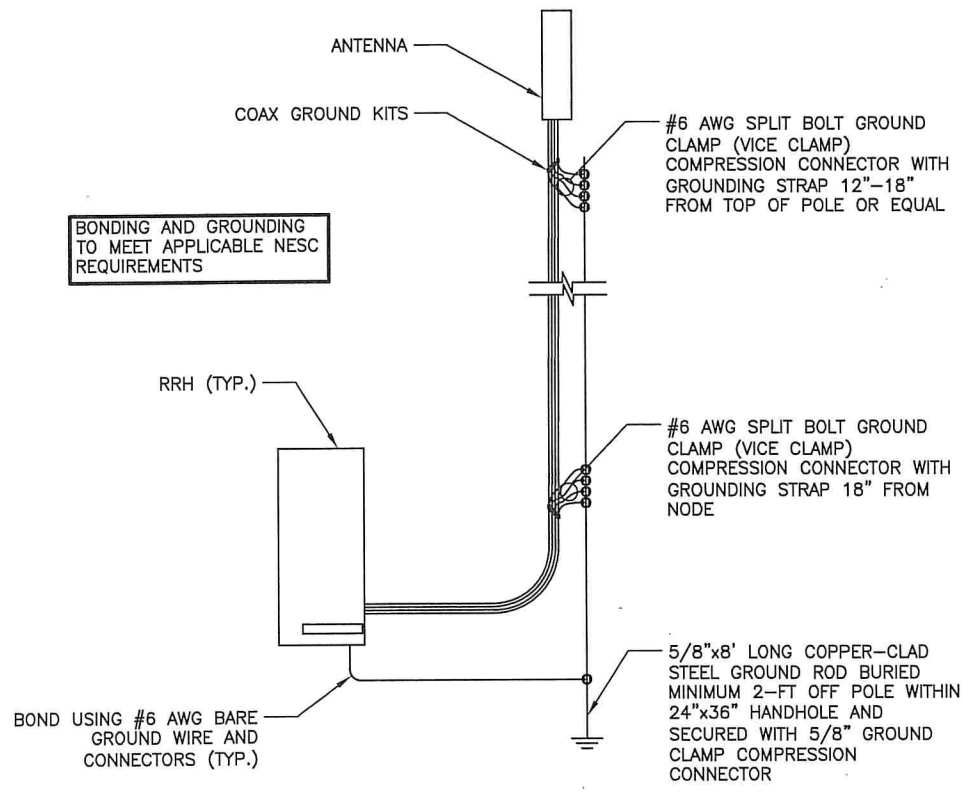 ANTENNA
COAX GROUND KITS
#6 AWG SPLIT BOLT GROUND
CLAMP (VICE CLAMP)
COMPRESSION CONNECTOR WITH
GROUNDING STRAP 12"–18"
FROM TOP OF POLE OR EQUAL
BONDING AND GROUNDING
TO MEET APPLICABLE NESC
REQUIREMENTS
RRH (TYP.)
#6 AWG SPLIT BOLT GROUND
CLAMP (VICE CLAMP)
COMPRESSION CONNECTOR WITH
GROUNDING STRAP 18" FROM
NODE
5/8"x8' LONG COPPER–CLAD
STEEL GROUND ROD BURIED
MINIMUM 2–FT OFF POLE WITHIN
24"x36" HANDHOLE AND
SECURED WITH 5/8" GROUND
CLAMP COMPRESSION
CONNECTOR
BOND USING #6 AWG BARE
GROUND WIRE AND
CONNECTORS (TYP.)